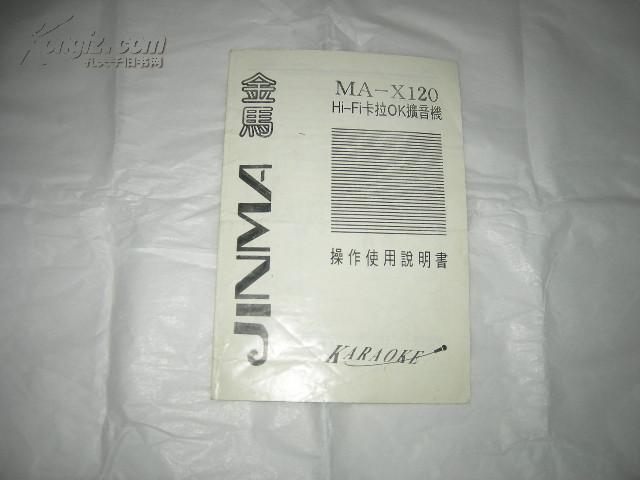 Kongfz.com
孔夫子旧书网
金馬
JINMA
MA-X120
Hi-Fi卡拉OK擴音機
操作使用說明書
KARAOKE